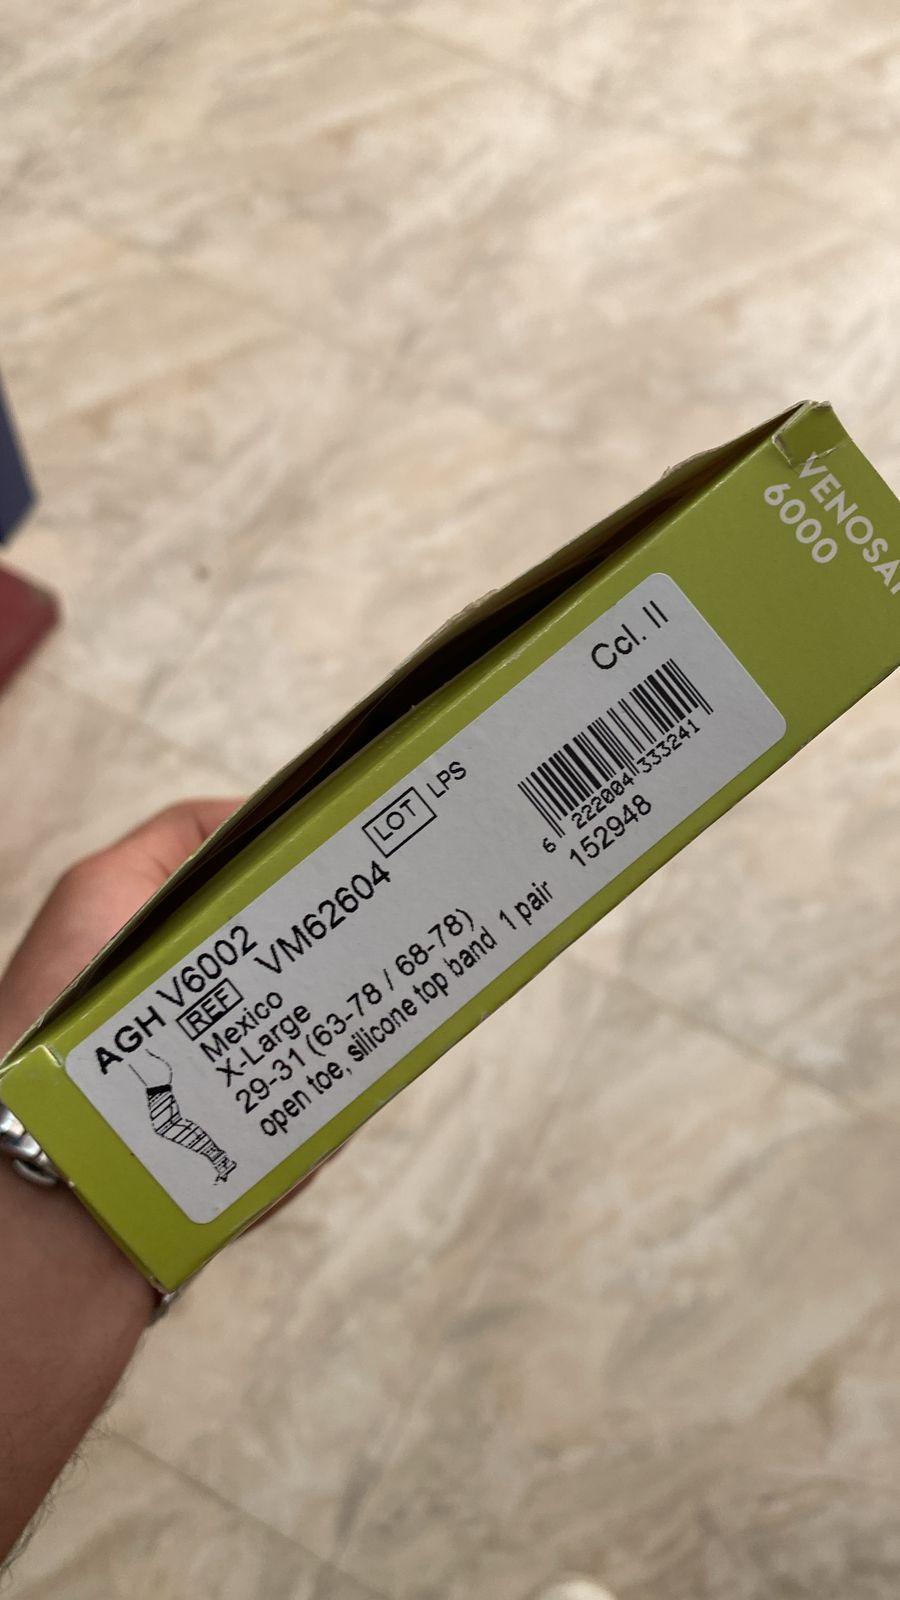 VENOSAN
6000
AGH V6002
REF VM62604
LOT LPS
Ccl. II
Mexico
X-Large
29-31 (63-78 / 68-78)
open toe, silicone top band 1 pair
6 222004 333241
152948